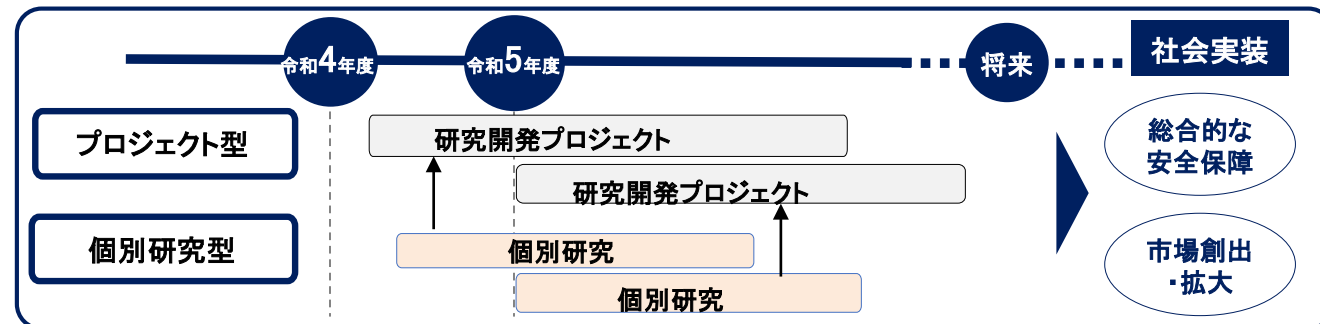 令和4年度
令和5年度
将来
社会実装
プロジェクト型
研究開発プロジェクト
研究開発プロジェクト
個別研究型
個別研究
個別研究
総合的な
安全保障
市場創出
・拡大